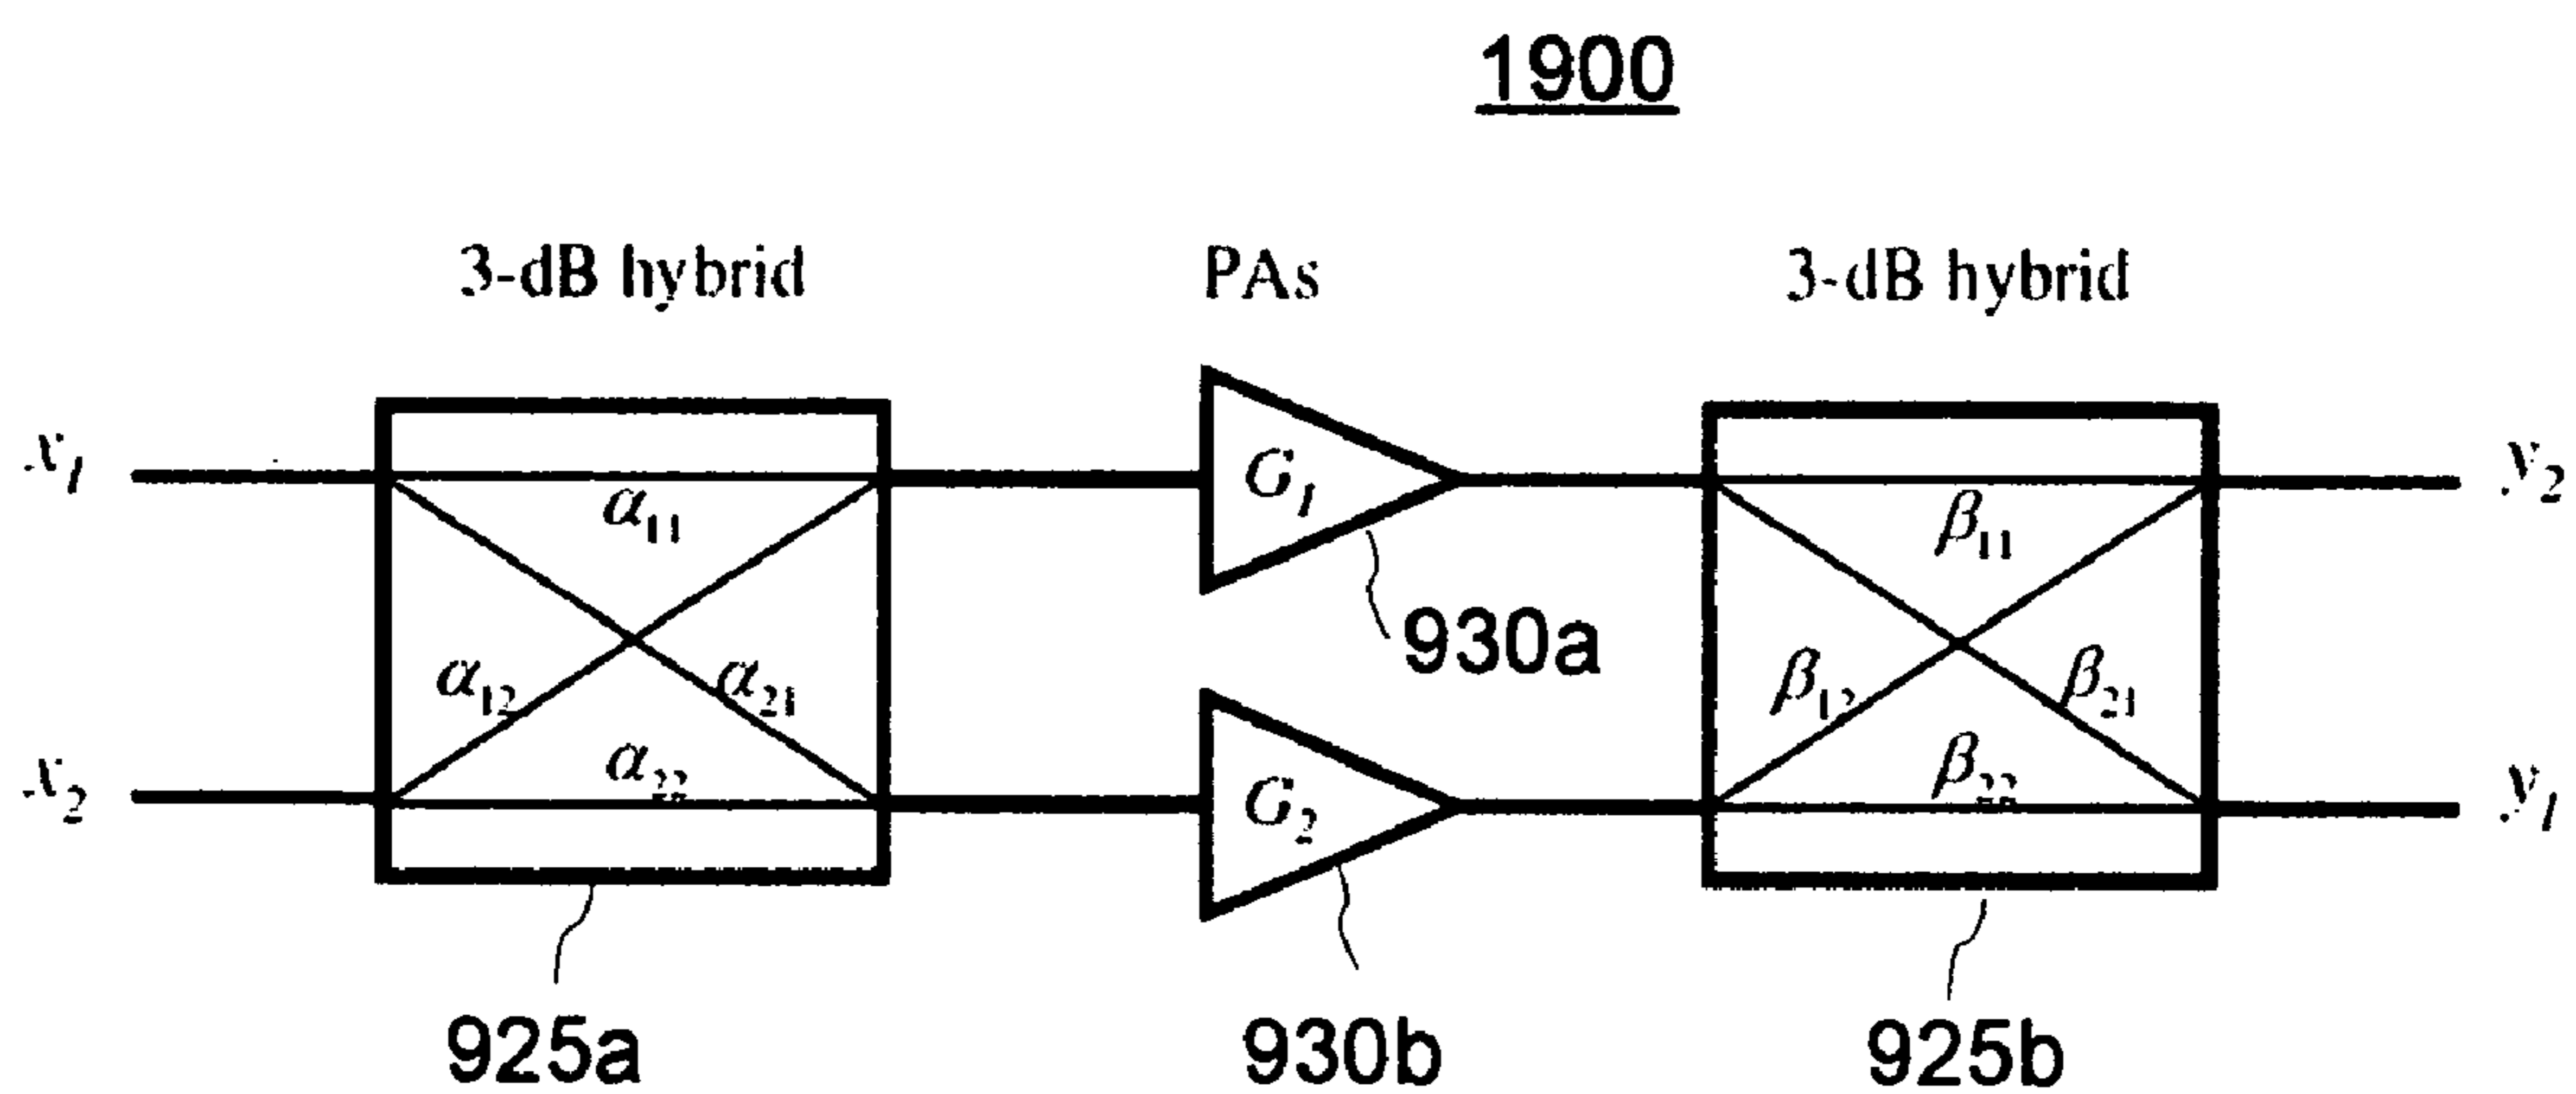 1900
3-dB hybrid PAs 3-dB hybrid
x1 α11 G1 β11 y2
930a
α12 α21 β12 β21
x2 α22 G2 β22 y1
925a 930b 925b